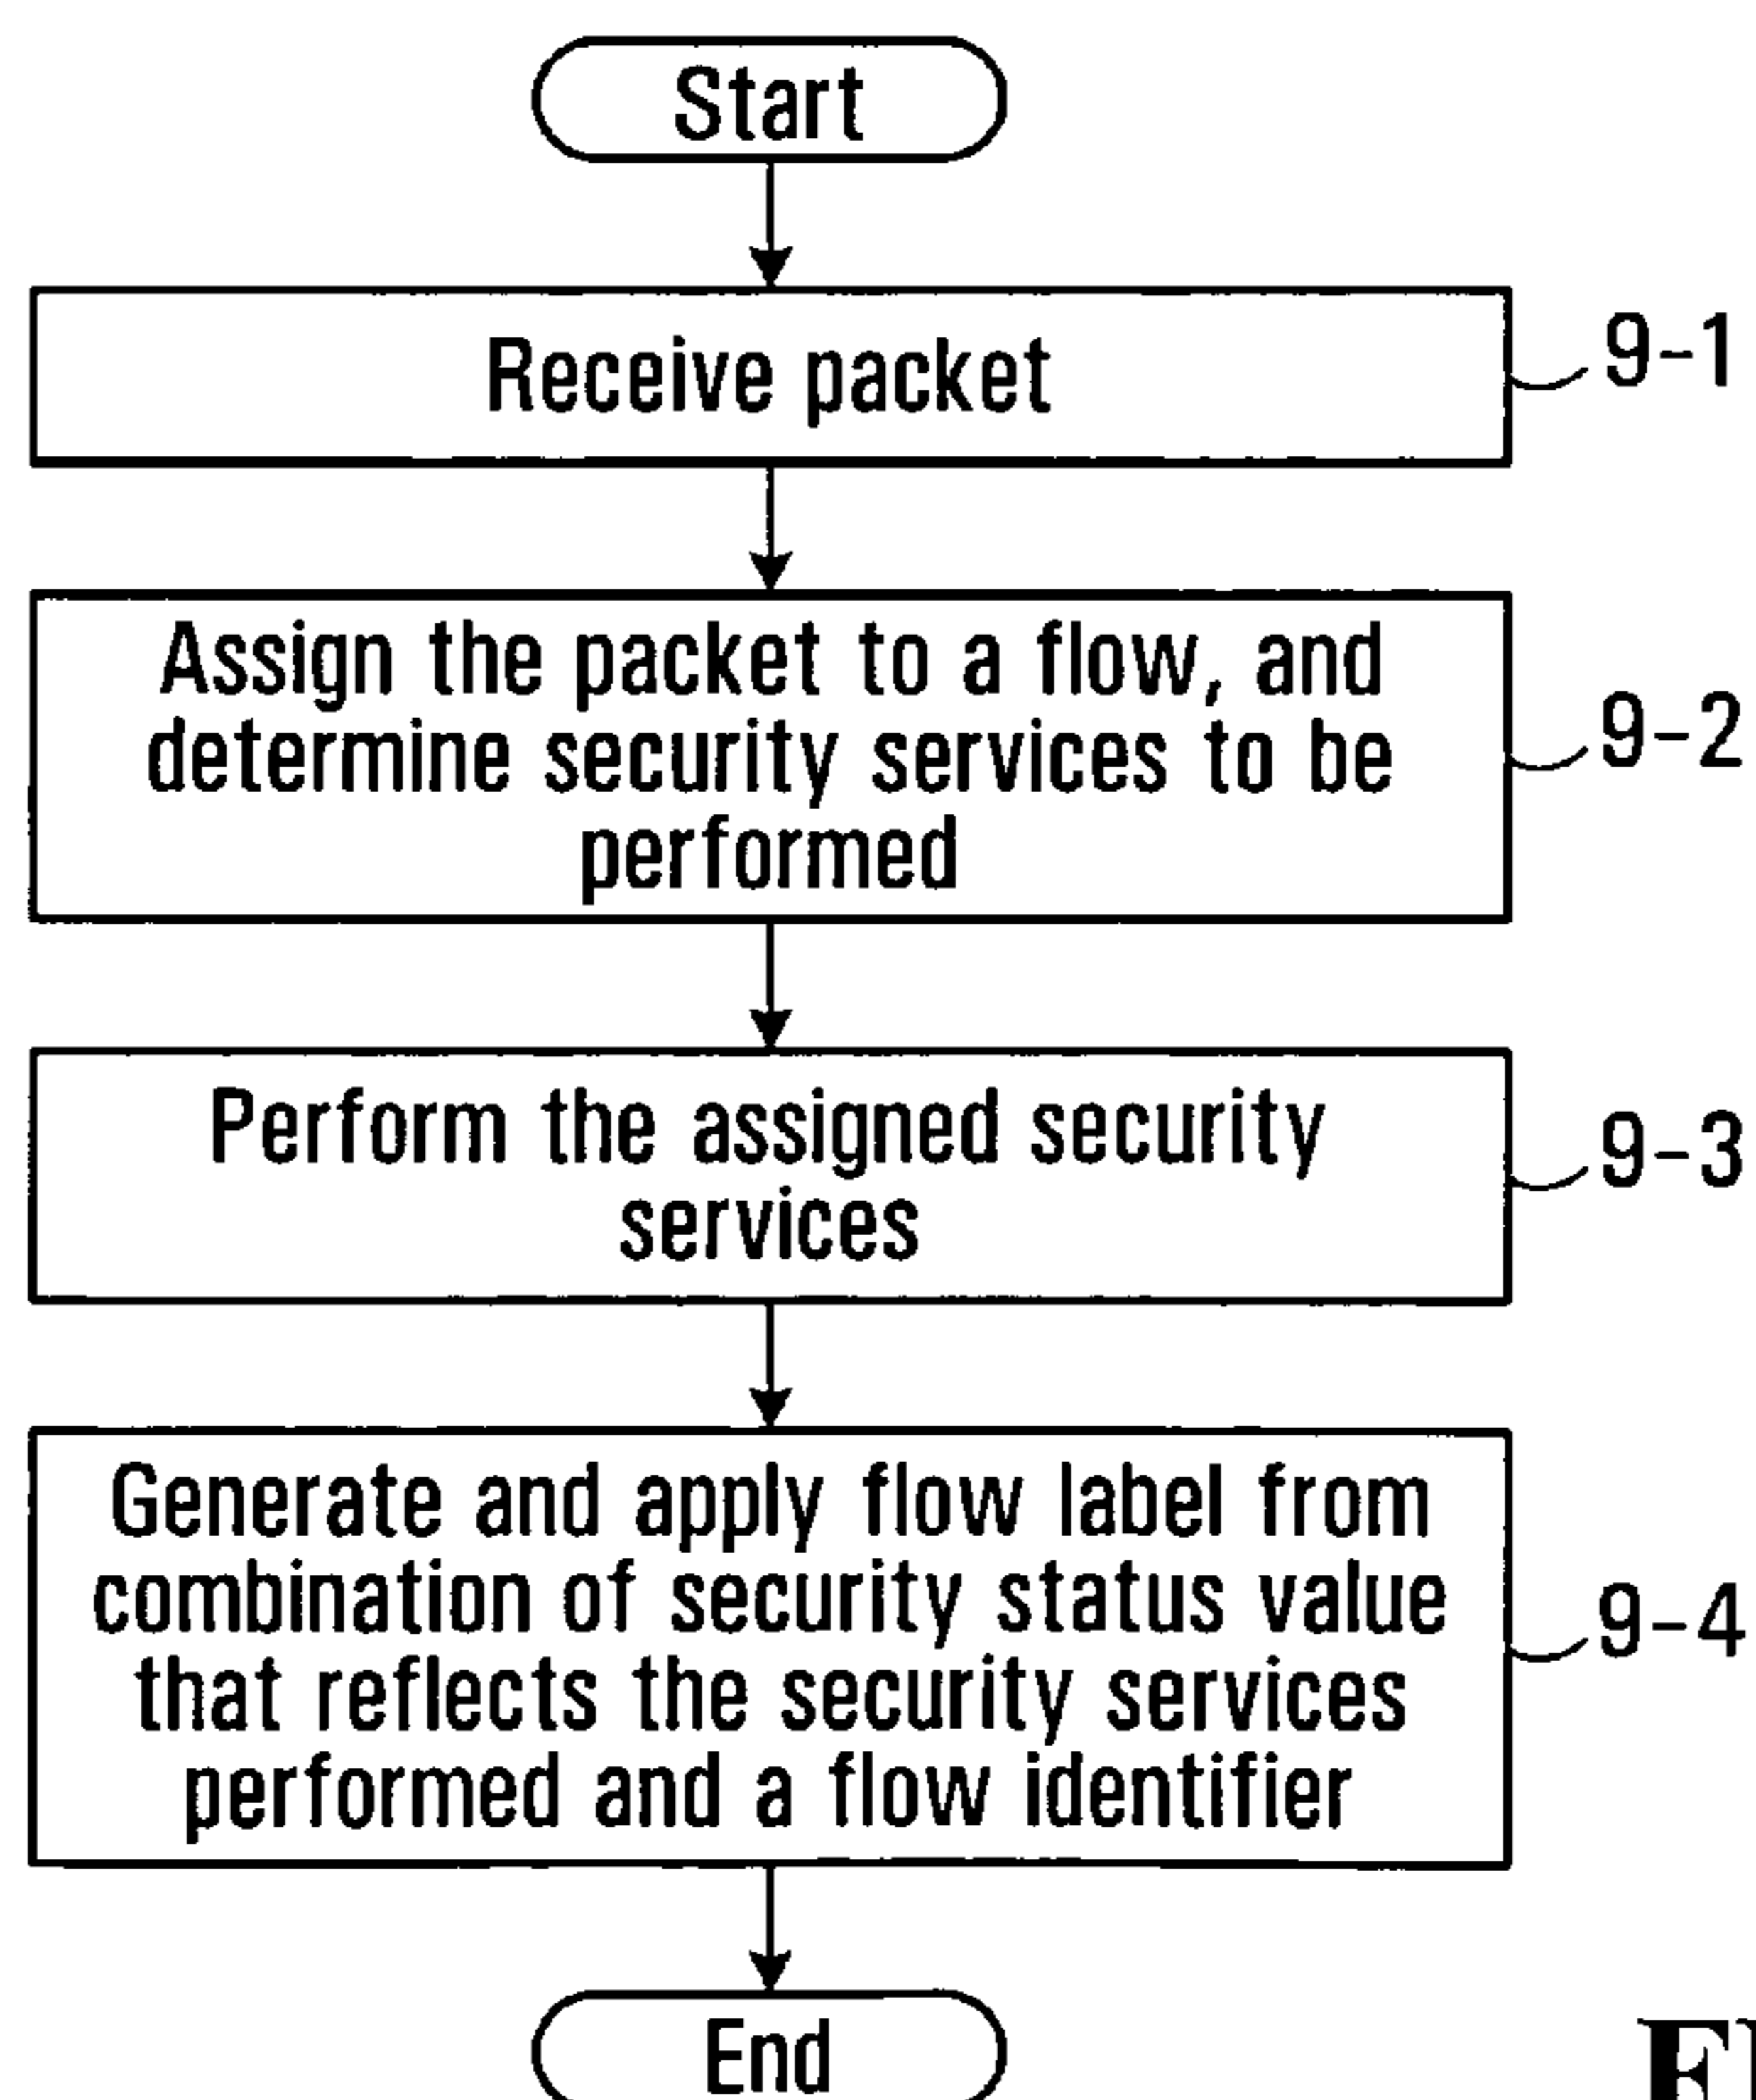 Start
Receive packet
9-1
Assign the packet to a flow, and
determine security services to be
performed
9-2
Perform the assigned security
services
9-3
Generate and apply flow label from
combination of security status value
that reflects the security services
performed and a flow identifier
9-4
End